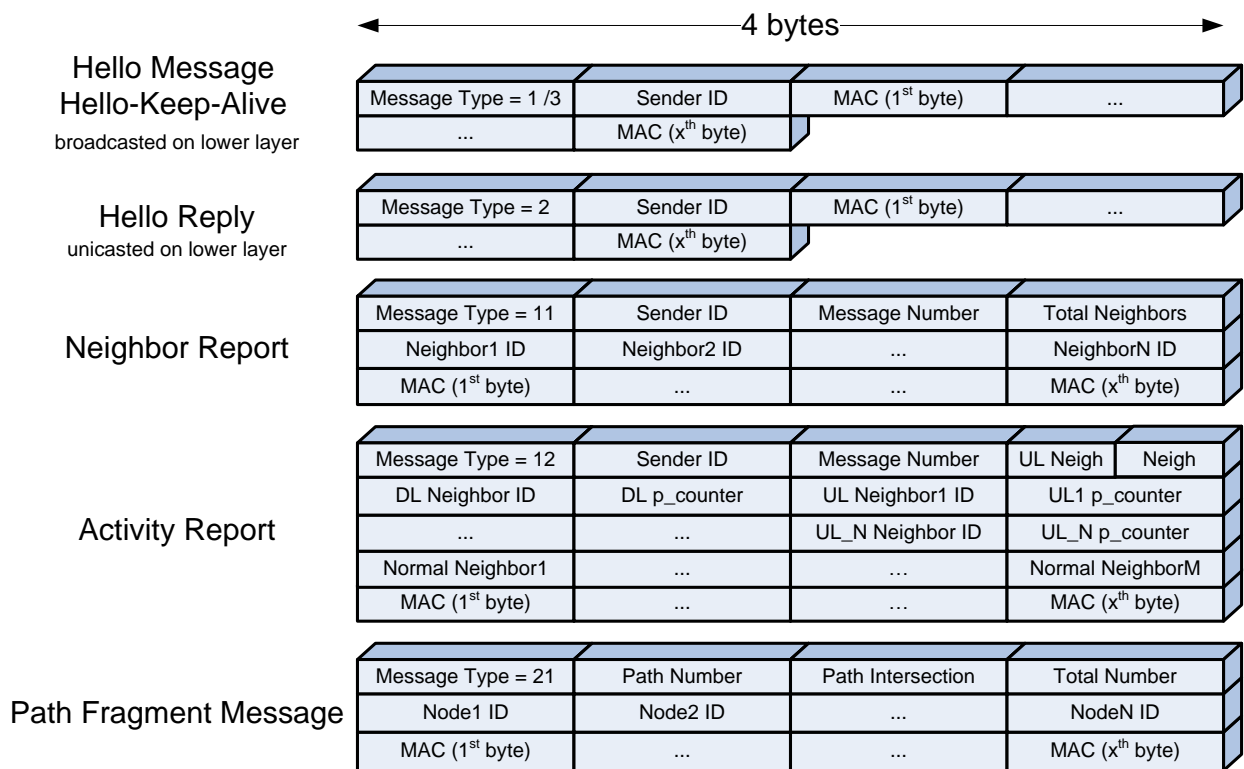 4 bytes
Hello Message
Hello-Keep-Alive
broadcasted on lower layer
Message Type = 1 /3 Sender ID MAC (1st byte) ...
... MAC (xth byte)
Hello Reply
unicasted on lower layer
Message Type = 2 Sender ID MAC (1st byte) ...
... MAC (xth byte)
Neighbor Report
Message Type = 11 Sender ID Message Number Total Neighbors
Neighbor1 ID Neighbor2 ID ... NeighborN ID
MAC (1st byte) ... ... MAC (xth byte)
Activity Report
Message Type = 12 Sender ID Message Number UL Neigh Neigh
DL Neighbor ID DL p_counter UL Neighbor1 ID UL1 p_counter
... ... UL_N Neighbor ID UL_N p_counter
Normal Neighbor1 ... ... Normal NeighborM
MAC (1st byte) ... ... MAC (xth byte)
Path Fragment Message
Message Type = 21 Path Number Path Intersection Total Number
Node1 ID Node2 ID ... NodeN ID
MAC (1st byte) ... ... MAC (xth byte)